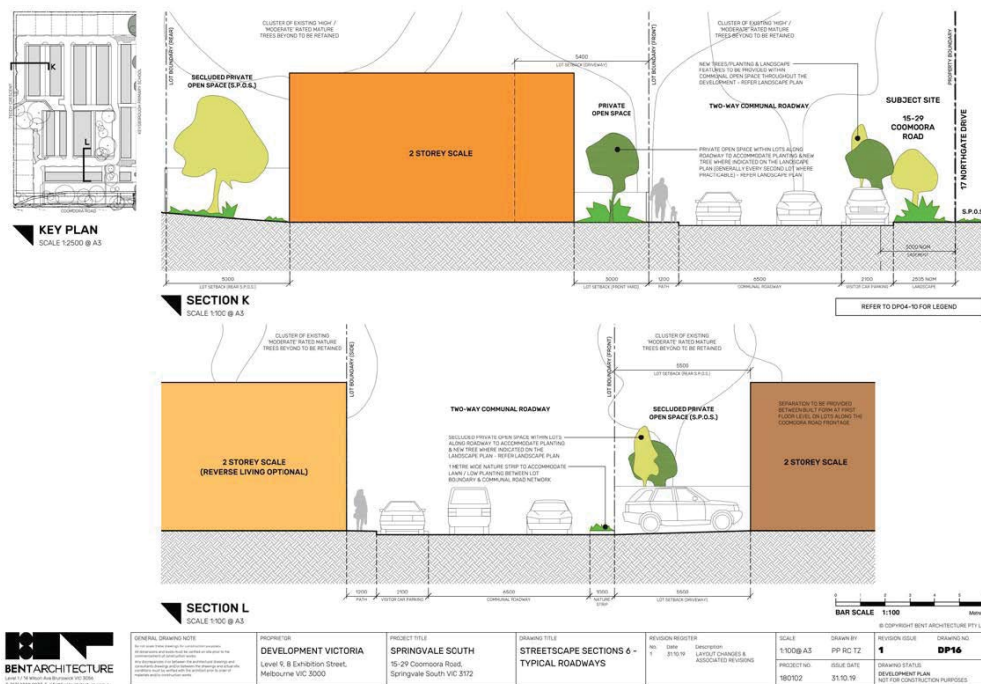 CLUSTER OF EXISTING 'HIGH' /
'MODERATE' RATED MATURE
TREES BEYOND TO BE RETAINED
LOT BOUNDARY (REAR)
SECLUDED PRIVATE
OPEN SPACE (S.P.O.S.)
2 STOREY SCALE
5400
LOT SETBACK (DRIVEWAY)
LOT BOUNDARY (FRONT)
PRIVATE
OPEN SPACE
CLUSTER OF EXISTING 'HIGH' /
'MODERATE' RATED MATURE
TREES BEYOND TO BE RETAINED
NEW TREES/PLANTING & LANDSCAPE
FEATURES TO BE PROVIDED WITHIN
COMMUNAL OPEN SPACE THROUGHOUT THE
DEVELOPMENT - REFER LANDSCAPE PLAN
TWO-WAY COMMUNAL ROADWAY
PRIVATE OPEN SPACE WITHIN LOTS ALONG
ROADWAY TO ACCOMMODATE PLANTING & NEW
TREE WHERE INDICATED ON THE LANDSCAPE
PLAN (GENERALLY EVERY SECOND LOT WHERE
PRACTICABLE) - REFER LANDSCAPE PLAN
SUBJECT SITE
15-29
COOMOORA
ROAD
PROPERTY BOUNDARY
17 NORTHGATE DRIVE
S.P.O.S.
3000 NOM
EASEMENT
5000
LOT SETBACK (REAR S.P.O.S.)
3000
LOT SETBACK (FRONT YARD)
1200
PATH
6500
COMMUNAL ROADWAY
2100
VISITOR CAR PARKING
2505 NOM
LANDSCAPE
K
L
COOMOORA ROAD
KEY PLAN
SCALE 1:2500 @ A3
SECTION K
SCALE 1:100 @ A3
REFER TO DP04-10 FOR LEGEND
CLUSTER OF EXISTING
'MODERATE' RATED MATURE
TREES BEYOND TO BE RETAINED
LOT BOUNDARY (SIDE)
2 STOREY SCALE
(REVERSE LIVING OPTIONAL)
TWO-WAY COMMUNAL ROADWAY
SECLUDED PRIVATE OPEN SPACE WITHIN LOTS
ALONG ROADWAY TO ACCOMMODATE PLANTING
& NEW TREE WHERE INDICATED ON THE
LANDSCAPE PLAN - REFER LANDSCAPE PLAN
1 METRE WIDE NATURE STRIP TO ACCOMMODATE
LAWN / LOW PLANTING BETWEEN LOT
BOUNDARY & COMMUNAL ROAD NETWORK
CLUSTER OF EXISTING
'MODERATE' RATED MATURE
TREES BEYOND TO BE RETAINED
LOT BOUNDARY (FRONT)
5500
LOT SETBACK (REAR S.P.O.S.)
SECLUDED PRIVATE
OPEN SPACE (S.P.O.S.)
SEPARATION TO BE PROVIDED
BETWEEN BUILT FORM AT FIRST
FLOOR LEVEL ON LOTS ALONG THE
COOMOORA ROAD FRONTAGE
2 STOREY SCALE
1200
PATH
2100
VISITOR CAR PARKING
6500
COMMUNAL ROADWAY
1000
NATURE
STRIP
5500
LOT SETBACK (DRIVEWAY)
SECTION L
SCALE 1:100 @ A3
BAR SCALE 1:100
© COPYRIGHT BENT ARCHITECTURE PTY L
BENT ARCHITECTURE
GENERAL DRAWING NOTE
PROPRIETOR
DEVELOPMENT VICTORIA
Level 9, 8 Exhibition Street,
Melbourne VIC 3000
PROJECT TITLE
SPRINGVALE SOUTH
15-29 Coomoora Road,
Springvale South VIC 3172
DRAWING TITLE
STREETSCAPE SECTIONS 6 -
TYPICAL ROADWAYS
REVISION REGISTER
No. Date Description
1 31.10.19 LAYOUT CHANGES &
ASSOCIATED REVISIONS
SCALE
1:100@ A3
DRAWN BY
PP RC TZ
REVISION ISSUE
1
DRAWING NO.
DP16
PROJECT NO.
180102
ISSUE DATE
31.10.19
DRAWING STATUS
DEVELOPMENT PLAN
NOT FOR CONSTRUCTION PURPOSES